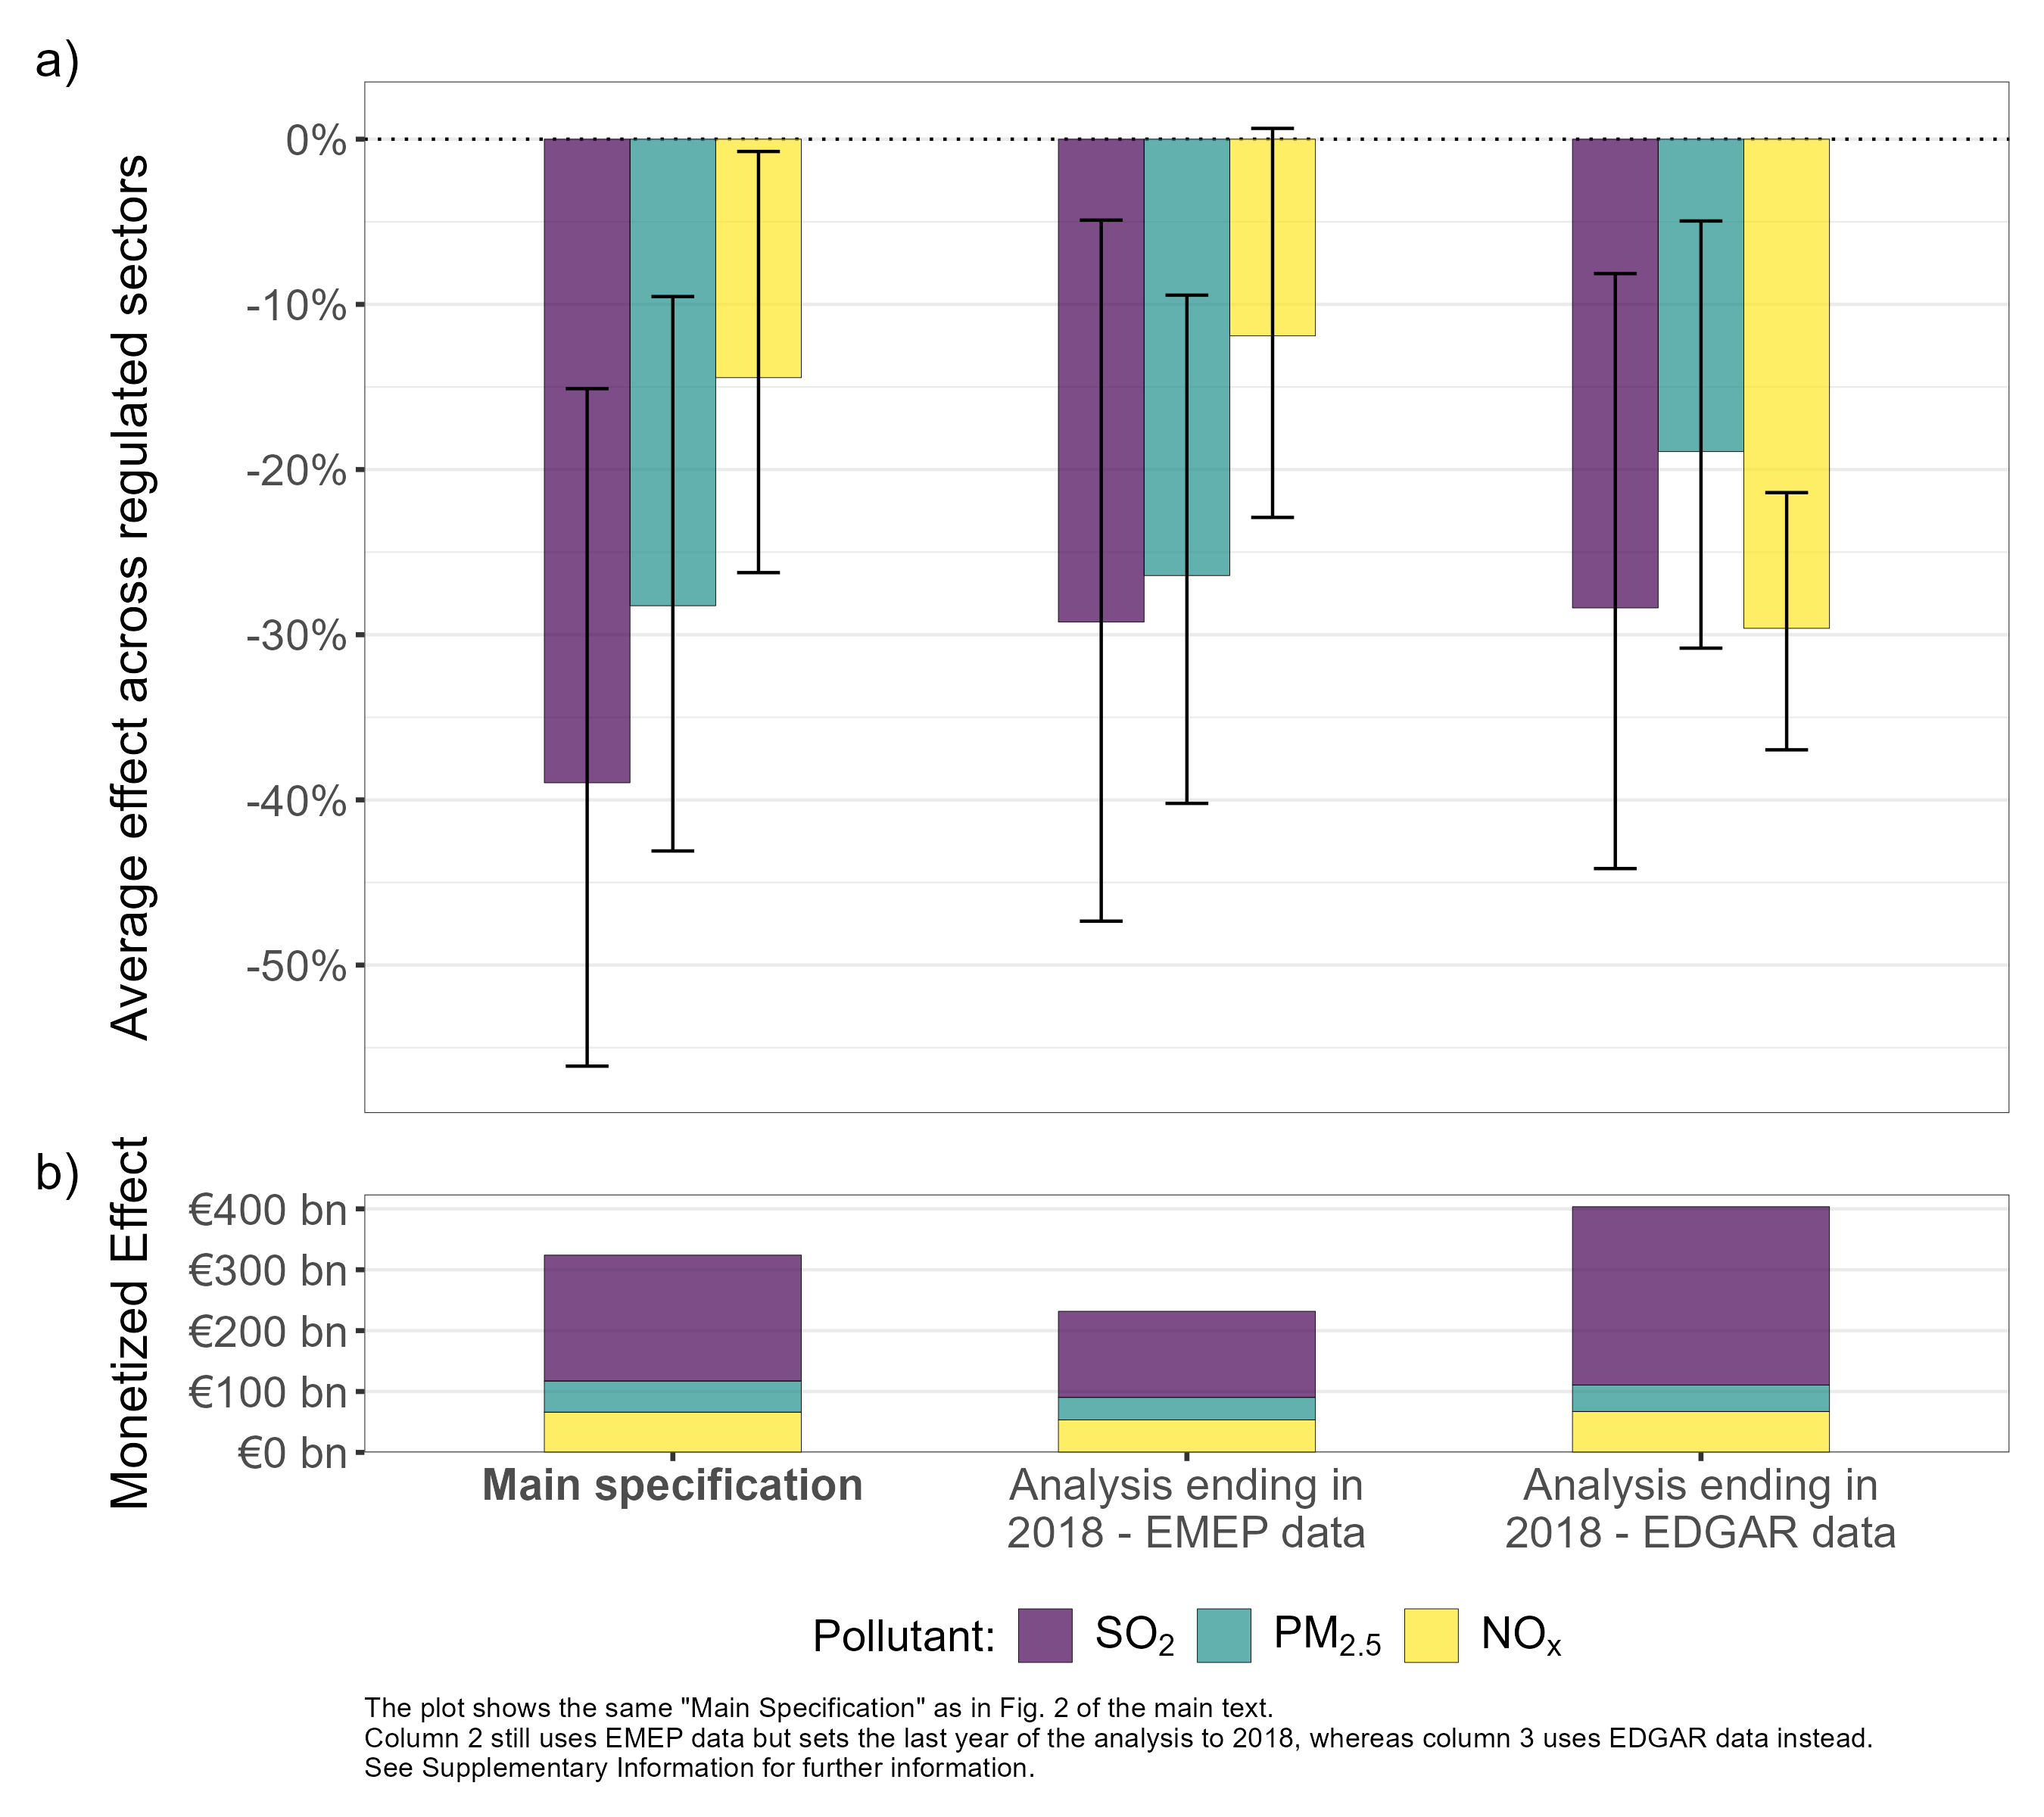 a)
Average effect across regulated sectors
0%
-10%
-20%
-30%
-40%
-50%
b)
Monetized Effect
€400 bn
€300 bn
€200 bn
€100 bn
€0 bn
Main specification
Analysis ending in
2018 - EMEP data
Analysis ending in
2018 - EDGAR data
Pollutant: SO₂ PM₂.₅ NOₓ
The plot shows the same "Main Specification" as in Fig. 2 of the main text.
Column 2 still uses EMEP data but sets the last year of the analysis to 2018, whereas column 3 uses EDGAR data instead.
See Supplementary Information for further information.